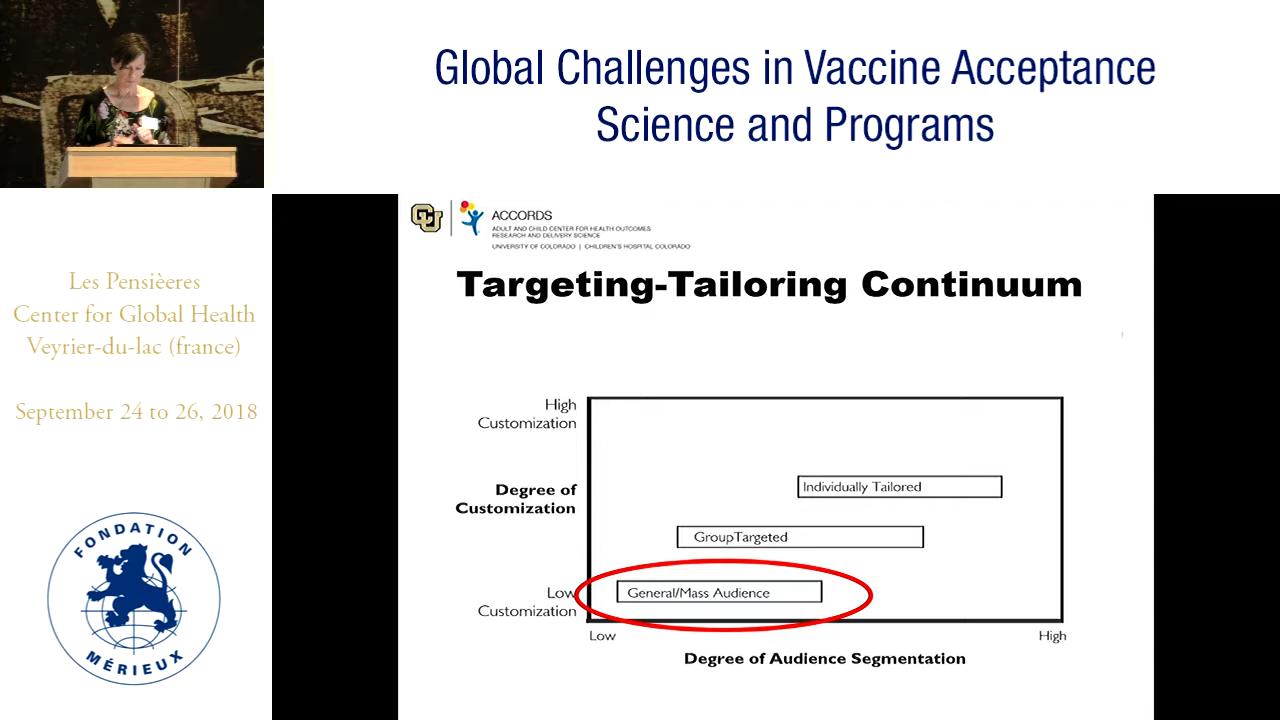 Global Challenges in Vaccine Acceptance
Science and Programs
Les Pensièeres
Center for Global Health
Veyrier-du-lac (france)
September 24 to 26, 2018
FONDATION
MÉRIEUX
CU
ACCORDS
ADULT AND CHILD CENTER FOR HEALTH OUTCOMES
RESEARCH AND DELIVERY SCIENCE
UNIVERSITY OF COLORADO | CHILDREN'S HOSPITAL COLORADO
Targeting-Tailoring Continuum
High
Customization
Individually Tailored
Degree of
Customization
GroupTargeted
General/Mass Audience
Low
Customization
Low
High
Degree of Audience Segmentation